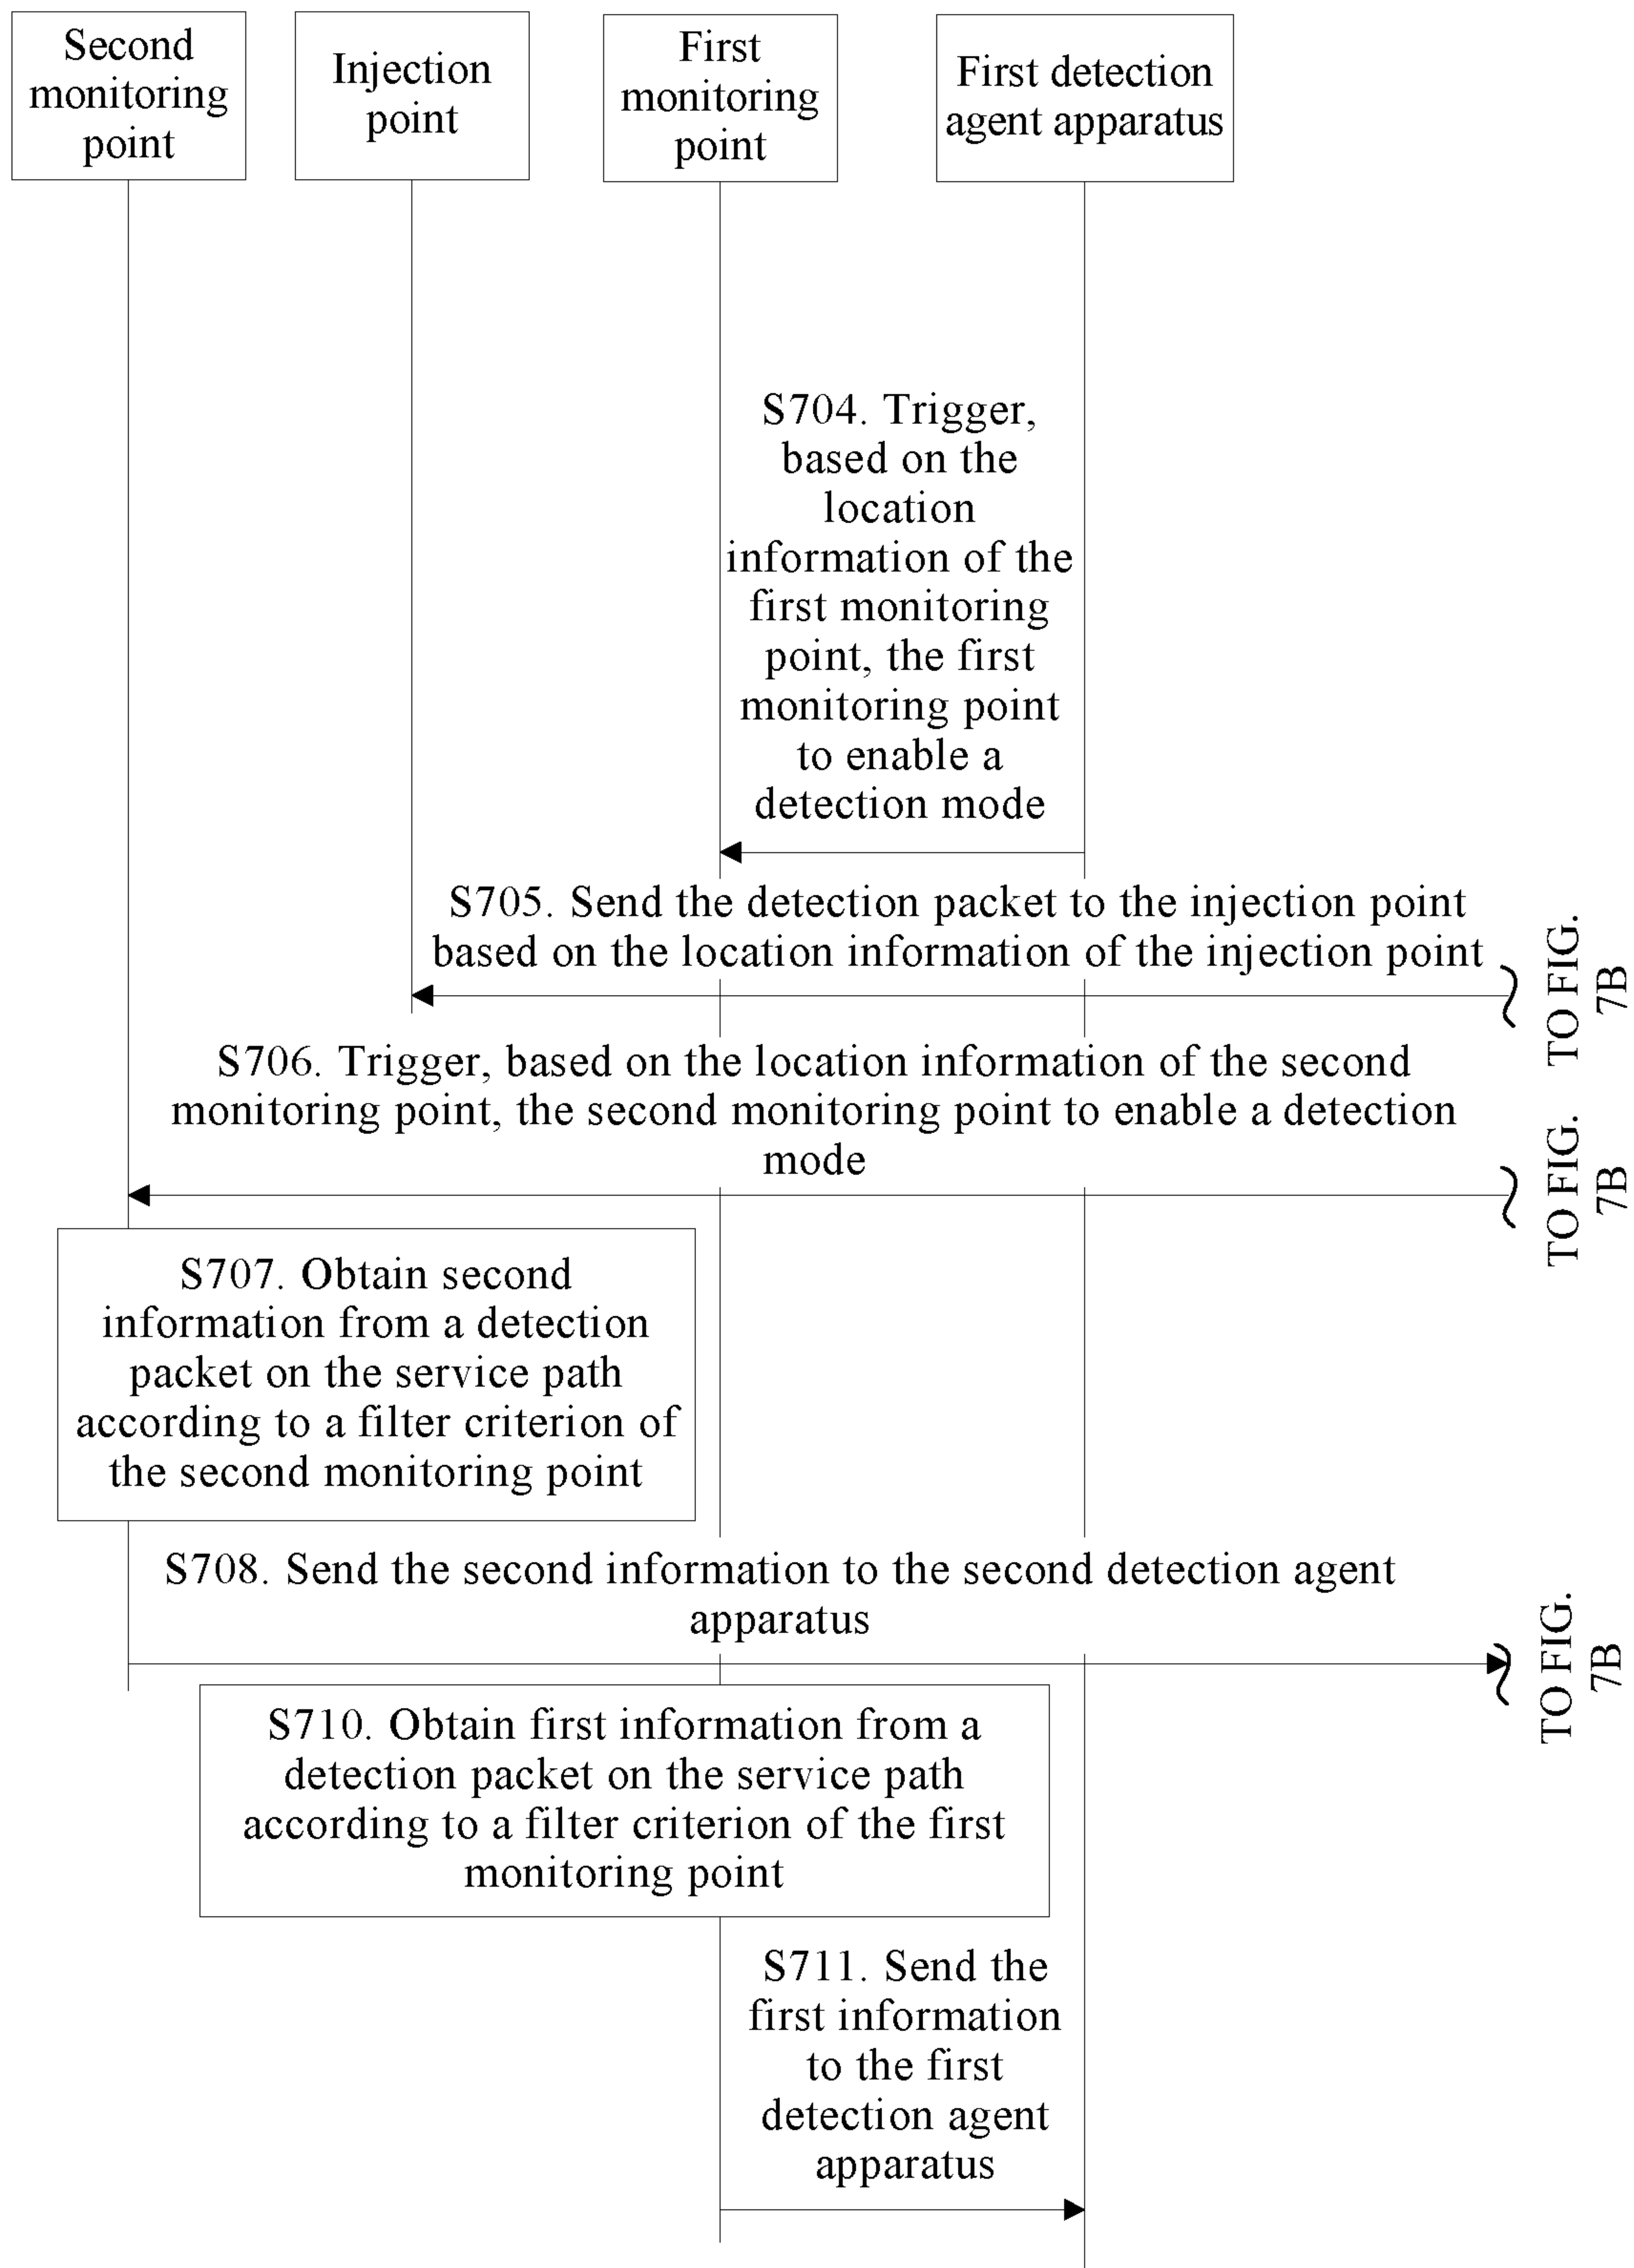 Second
monitoring
point
Injection
point
First
monitoring
point
First detection
agent apparatus
S704. Trigger,
based on the
location
information of the
first monitoring
point, the first
monitoring point
to enable a
detection mode
S705. Send the detection packet to the injection point
based on the location information of the injection point
TO FIG.
7B
S706. Trigger, based on the location information of the second
monitoring point, the second monitoring point to enable a detection
mode
TO FIG.
7B
S707. Obtain second
information from a detection
packet on the service path
according to a filter criterion of
the second monitoring point
S708. Send the second information to the second detection agent
apparatus
TO FIG.
7B
S710. Obtain first information from a
detection packet on the service path
according to a filter criterion of the first
monitoring point
S711. Send the
first information
to the first
detection agent
apparatus